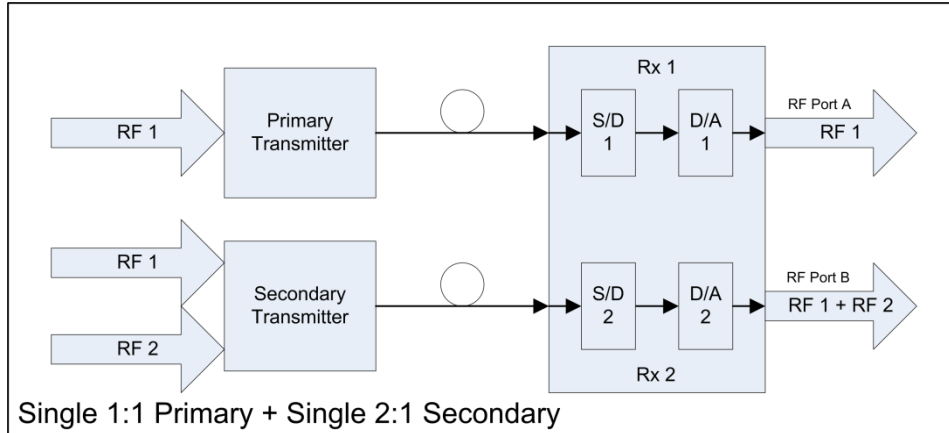 Rx 1
RF 1
Primary
Transmitter
S/D
1
D/A
1
RF Port A
RF 1
RF 1
RF 2
Secondary
Transmitter
S/D
2
D/A
2
RF Port B
RF 1 + RF 2
Rx 2
Single 1:1 Primary + Single 2:1 Secondary